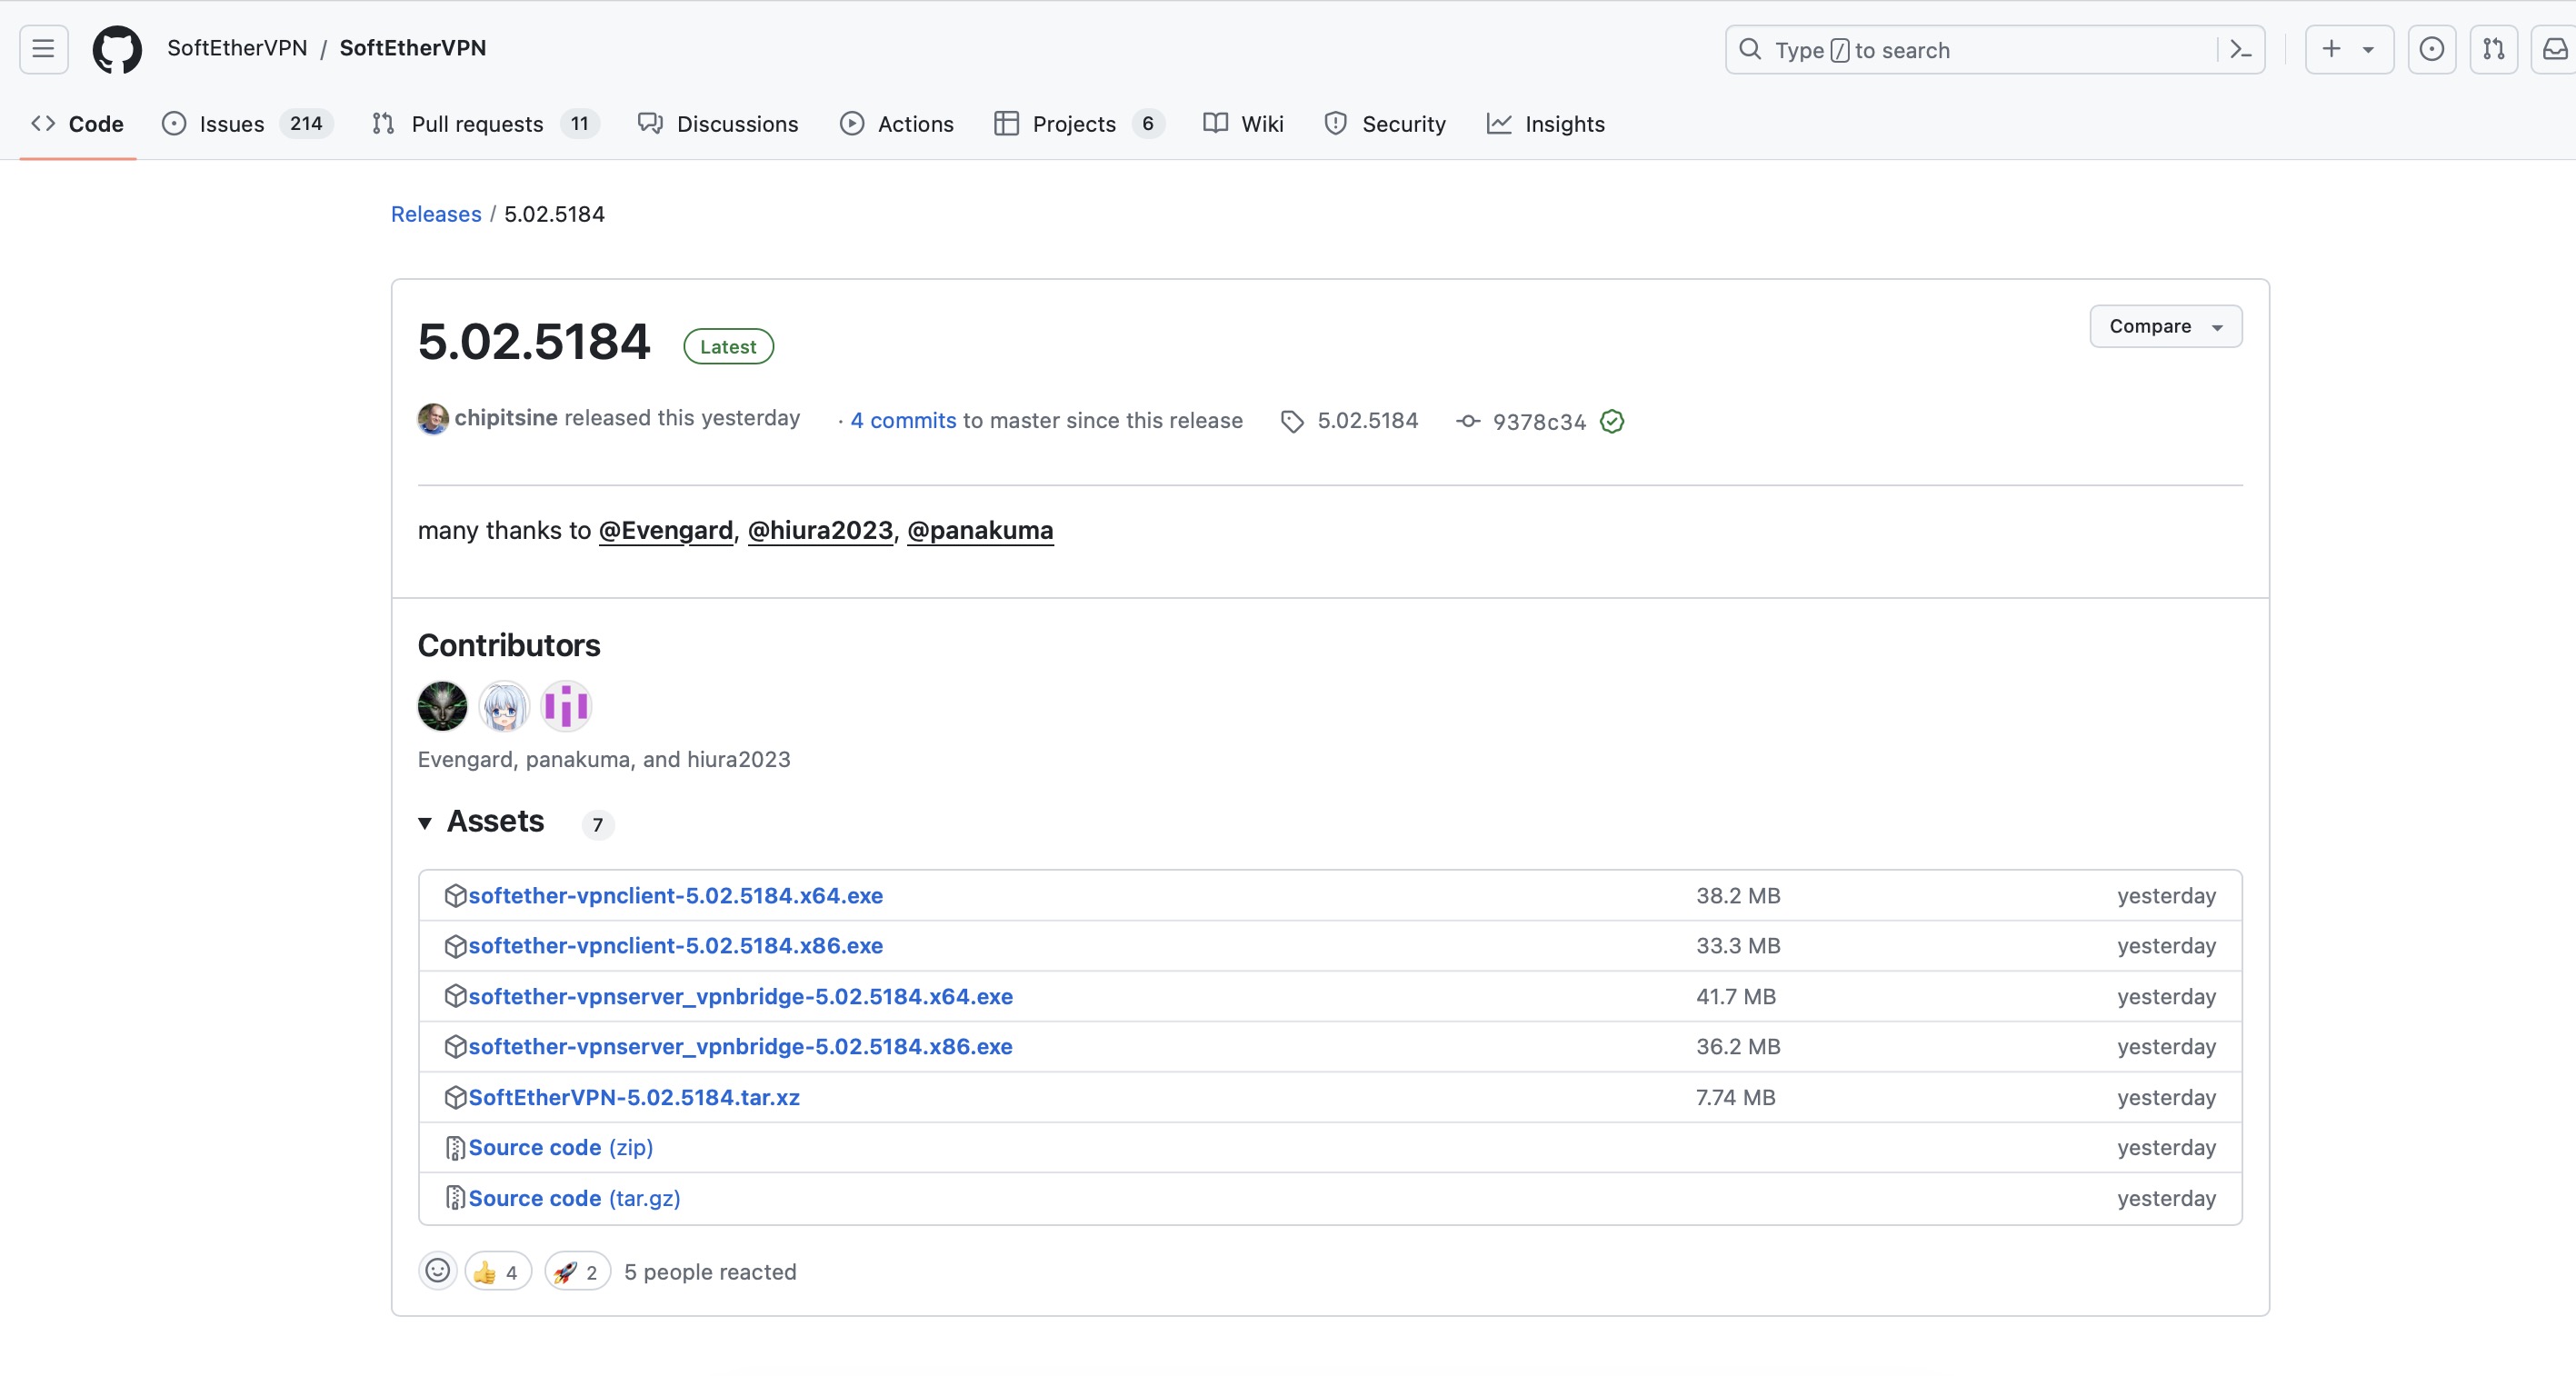 SoftEtherVPN / SoftEtherVPN
Type / to search
Code
Issues 214
Pull requests 11
Discussions
Actions
Projects 6
Wiki
Security
Insights
Releases / 5.02.5184
5.02.5184 Latest
Compare
chipitsine released this yesterday · 4 commits to master since this release 5.02.5184 9378c34
many thanks to @Evengard, @hiura2023, @panakuma
Contributors
Evengard, panakuma, and hiura2023
Assets 7
softether-vpnclient-5.02.5184.x64.exe 38.2 MB yesterday
softether-vpnclient-5.02.5184.x86.exe 33.3 MB yesterday
softether-vpnserver_vpnbridge-5.02.5184.x64.exe 41.7 MB yesterday
softether-vpnserver_vpnbridge-5.02.5184.x86.exe 36.2 MB yesterday
SoftEtherVPN-5.02.5184.tar.xz 7.74 MB yesterday
Source code (zip) yesterday
Source code (tar.gz) yesterday
👍 4 🚀 2 5 people reacted